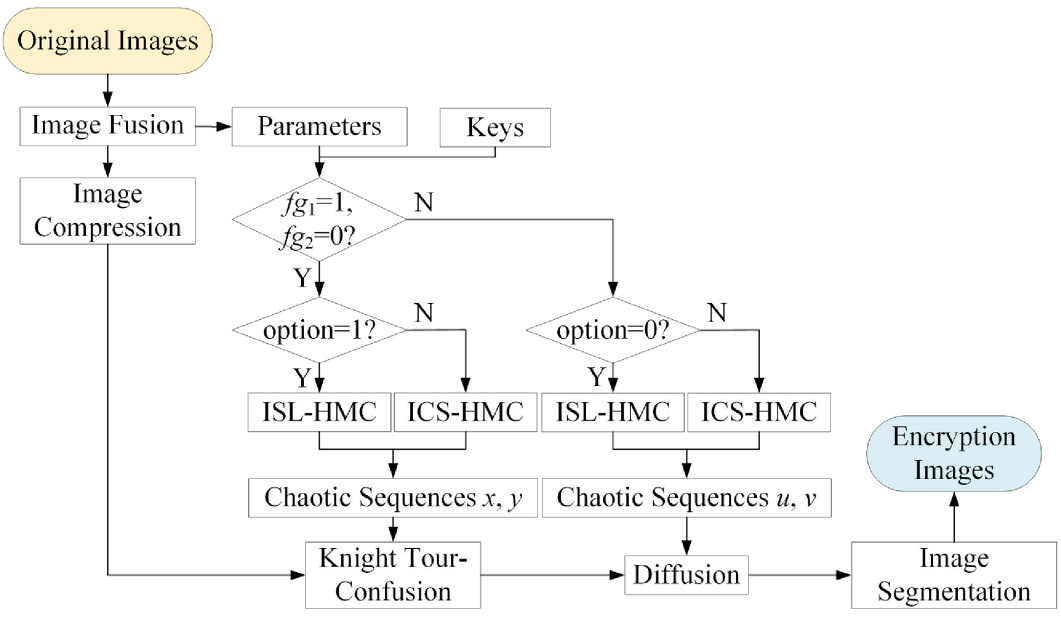 Original Images
Image Fusion
Parameters
Keys
Image
Compression
fg₁=1,
fg₂=0?
N
Y
option=1?
N
option=0?
N
Y
Y
ISL-HMC
ICS-HMC
ISL-HMC
ICS-HMC
Encryption
Images
Chaotic Sequences x, y
Chaotic Sequences u, v
Knight Tour-
Confusion
Diffusion
Image
Segmentation